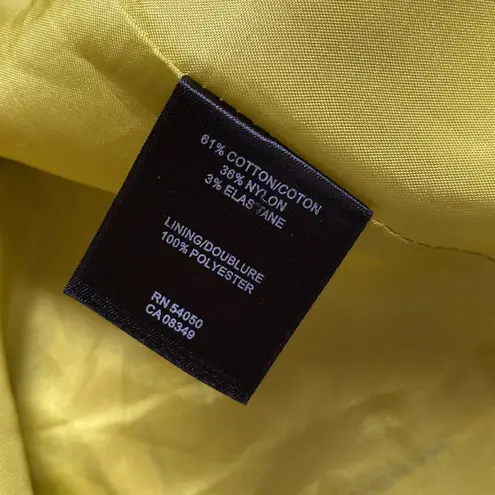 61% COTTON/COTON
36% NYLON
3% ELASTANE
LINING/DOUBLURE
100% POLYESTER
RN 54050
CA 08349